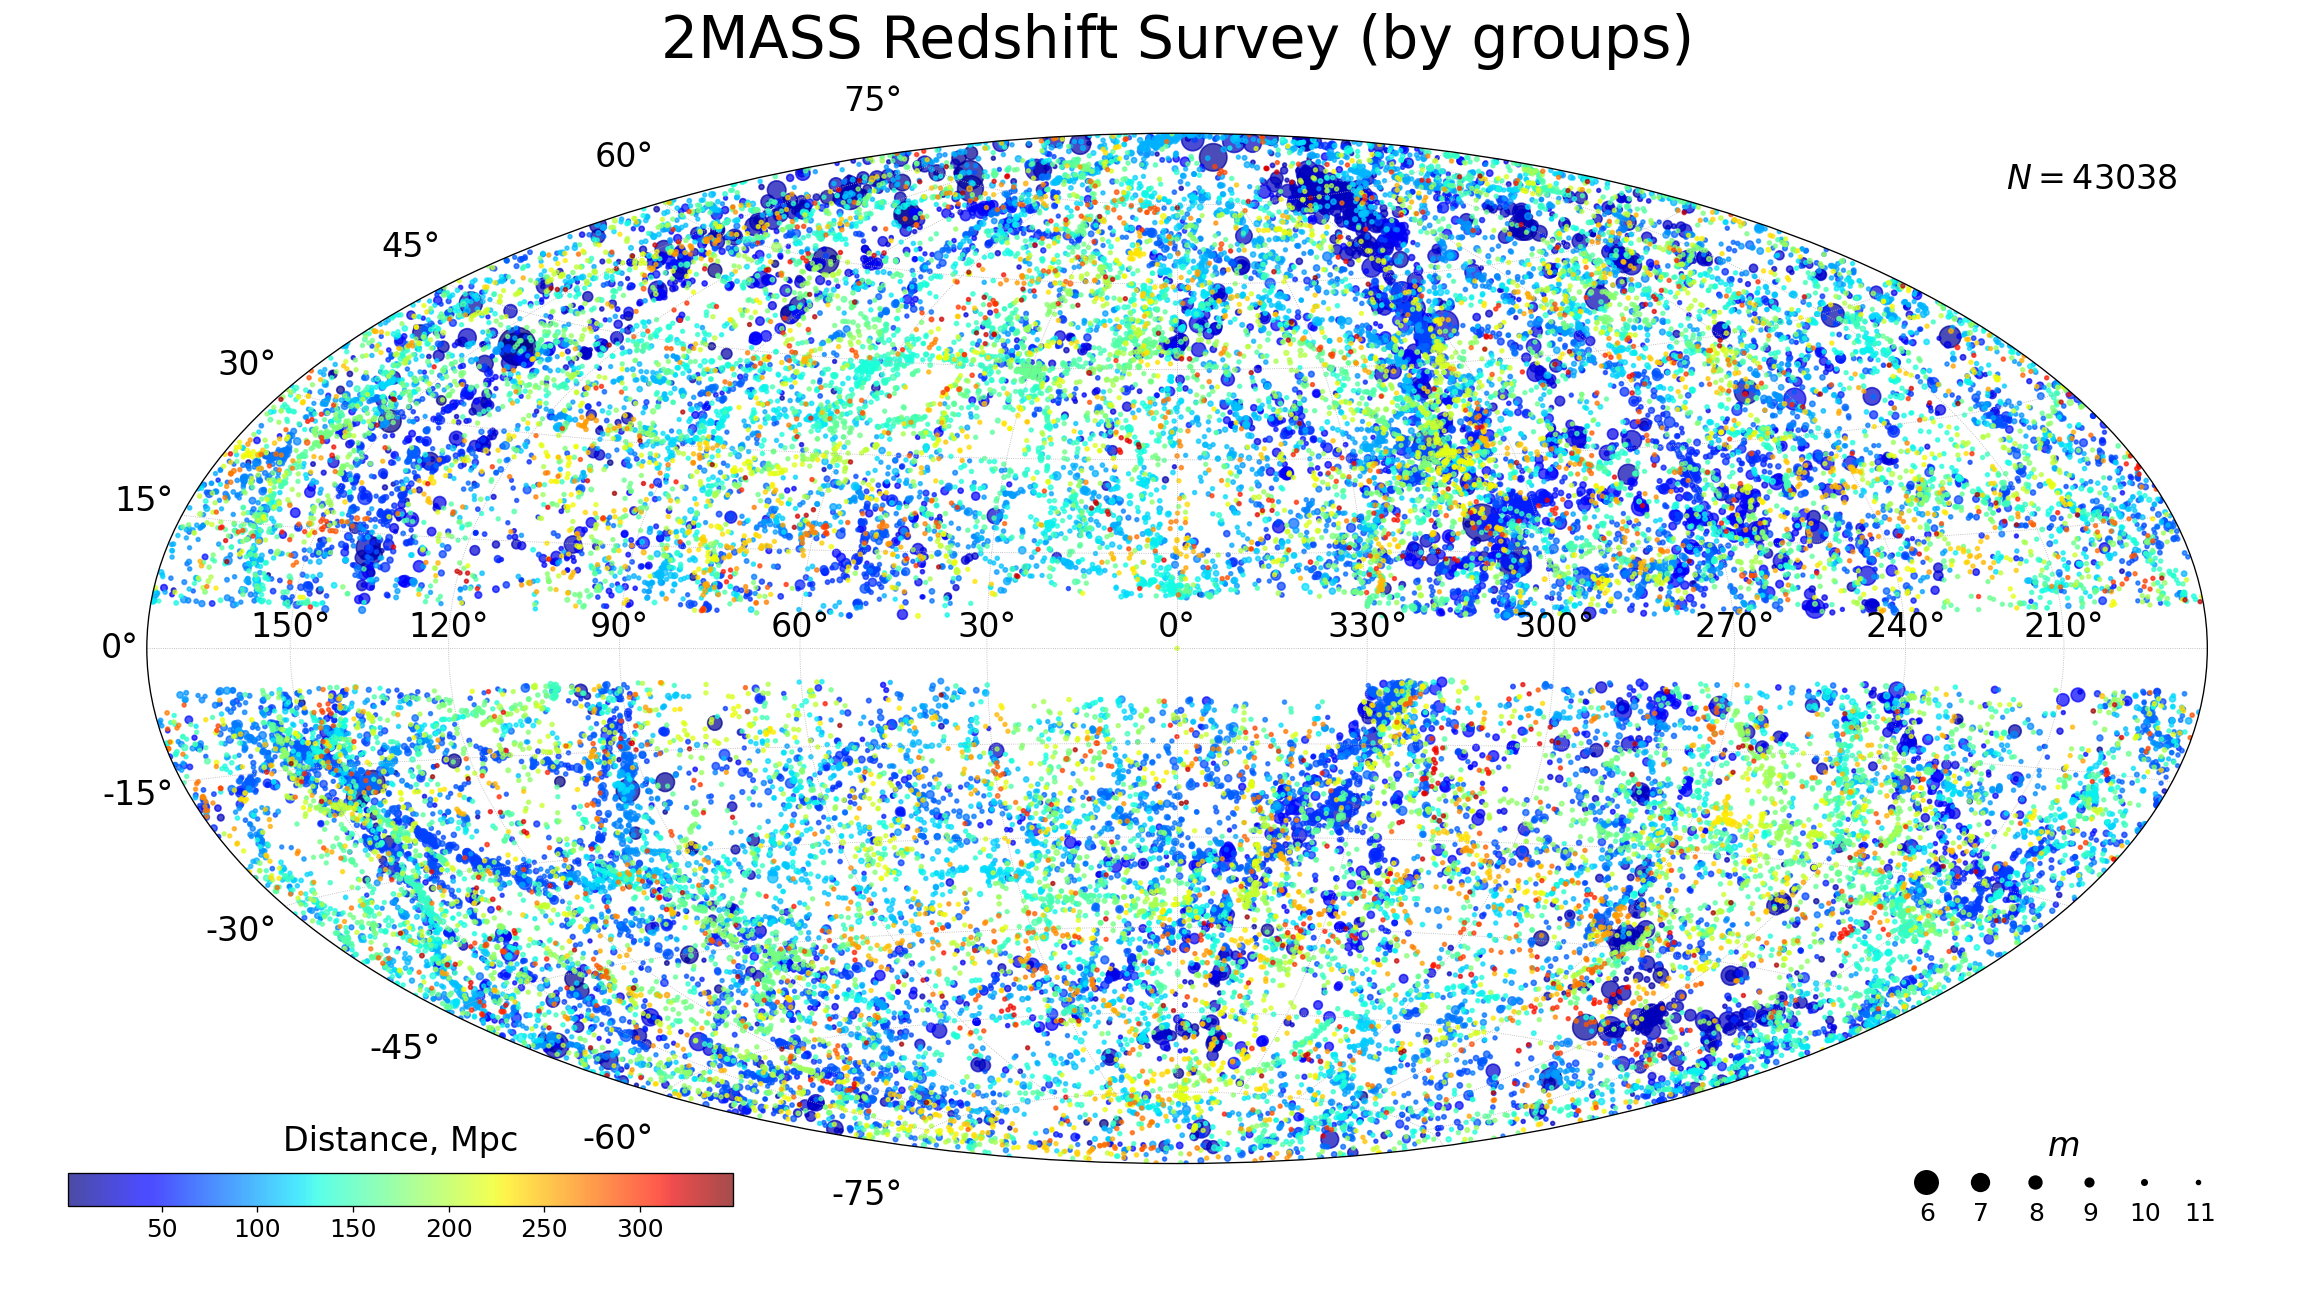 2MASS Redshift Survey (by groups)
75°
60°
N = 43038
45°
30°
15°
150° 120° 90° 60° 30° 0° 330° 300° 270° 240° 210°
0°
-15°
-30°
-45°
-60°
-75°
Distance, Mpc
50 100 150 200 250 300
m
6 7 8 9 10 11